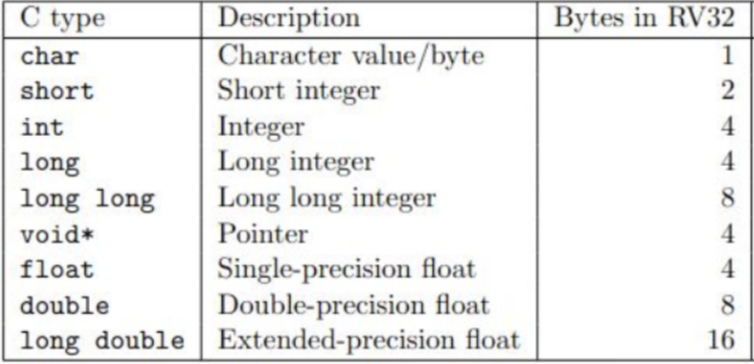 C type Description Bytes in RV32
char Character value/byte 1
short Short integer 2
int Integer 4
long Long integer 4
long long Long long integer 8
void* Pointer 4
float Single-precision float 4
double Double-precision float 8
long double Extended-precision float 16